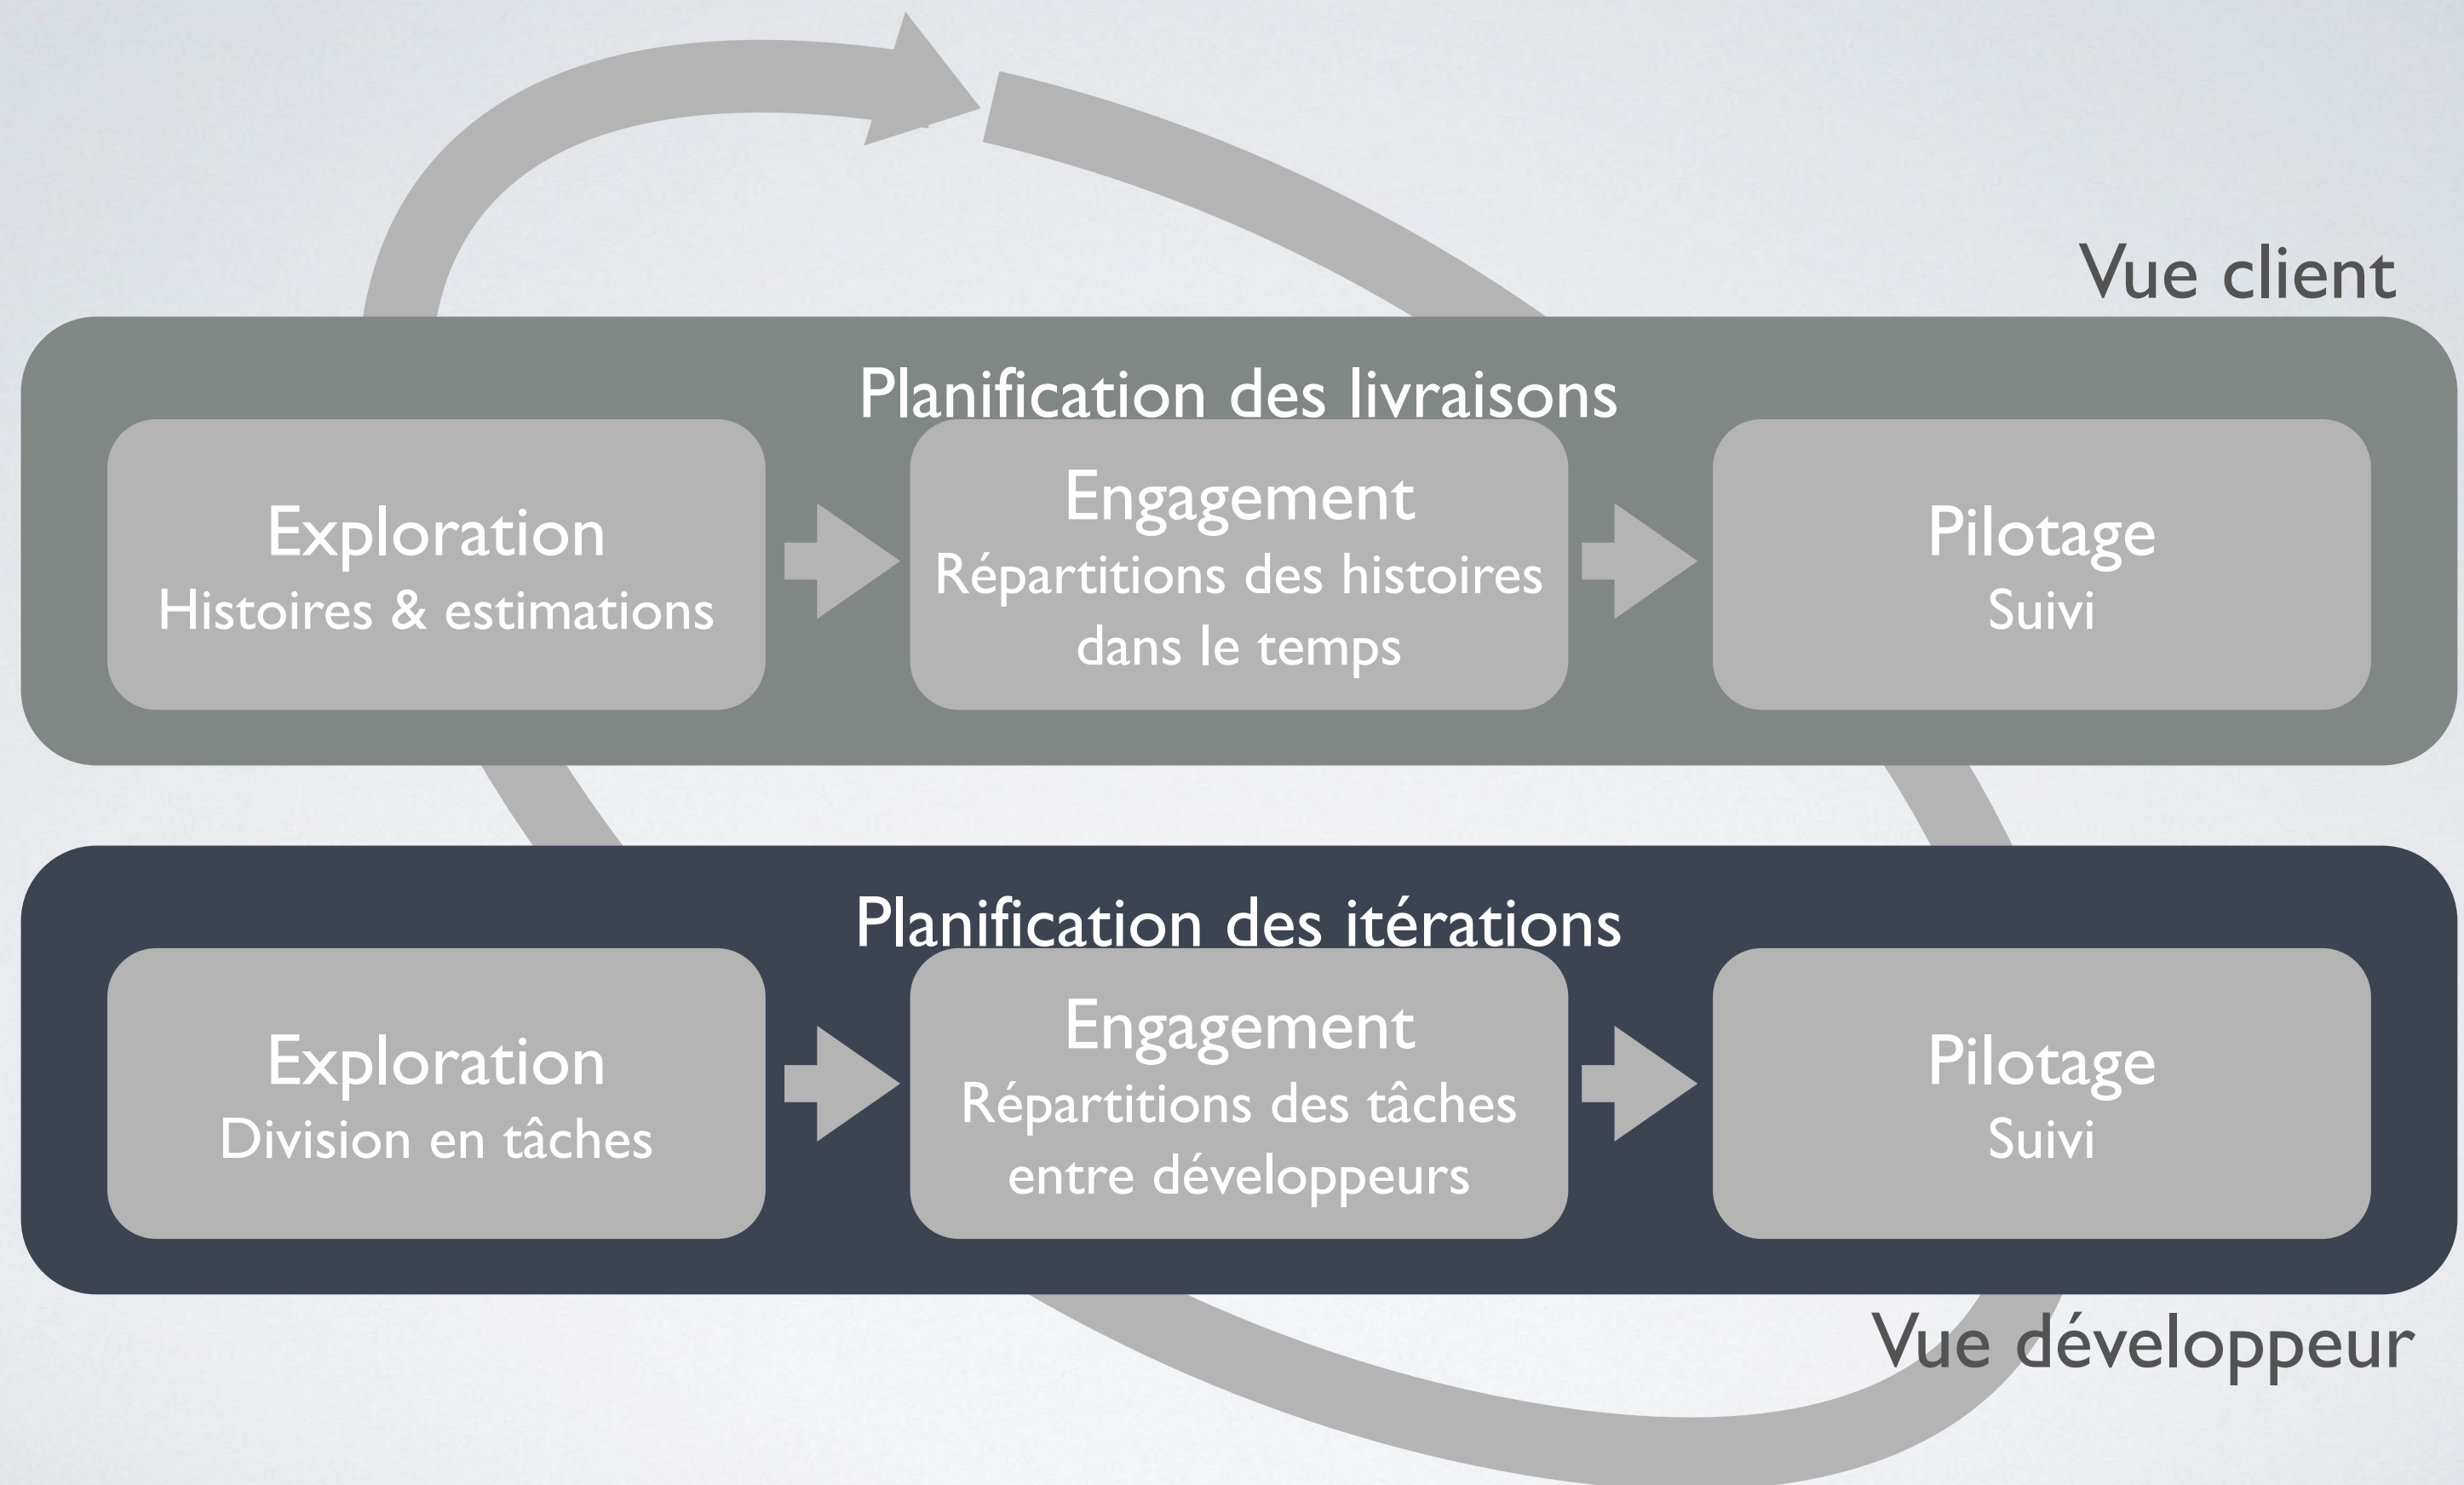 Vue client
Planification des livraisons
Exploration
Histoires & estimations
Engagement
Répartitions des histoires
dans le temps
Pilotage
Suivi
Planification des itérations
Exploration
Division en tâches
Engagement
Répartitions des tâches
entre développeurs
Pilotage
Suivi
Vue développeur